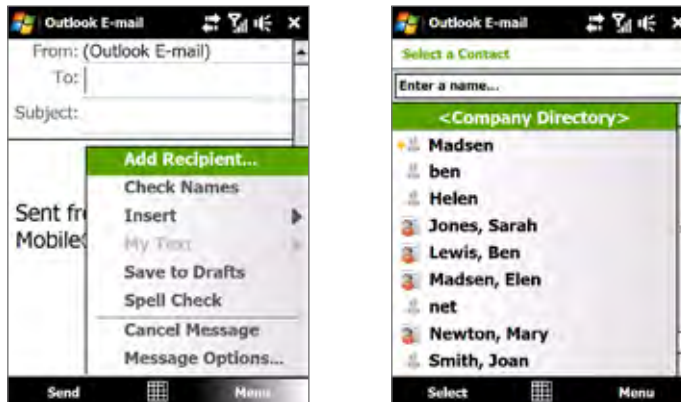 Outlook E-mail
From: (Outlook E-mail)
To:
Subject:
Add Recipient...
Check Names
Insert
Sent fr
My Text
Mobile
Save to Drafts
Spell Check
Cancel Message
Message Options...
Send
Menu
Outlook E-mail
Select a Contact
Enter a name...
<Company Directory>
Madsen
ben
Helen
Jones, Sarah
Lewis, Ben
Madsen, Elen
net
Newton, Mary
Smith, Joan
Select
Menu